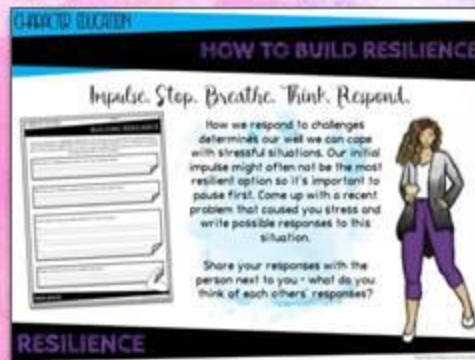 CHARACTER EDUCATION
HOW TO BUILD RESILIENCE
Impulse. Stop. Breathe. Think. Respond.
How we respond to challenges
determines our well we can cope
with stressful situations. Our initial
impulse might often not be the most
resilient option so it's important to
pause first. Come up with a recent
problem that caused you stress and
write possible responses to this
situation.
Share your responses with the
person next to you - what do you
think of each others' responses?
BUILDING RESILIENCE
RESILIENCE